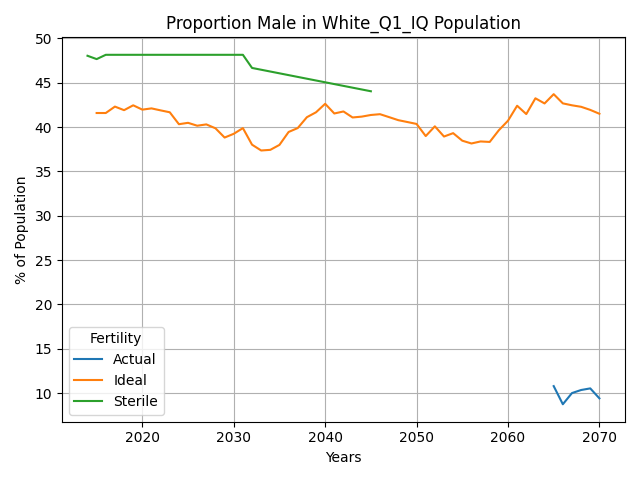 Proportion Male in White_Q1_IQ Population
% of Population
50
45
40
35
30
25
20
15
10
Fertility
Actual
Ideal
Sterile
2020 2030 2040 2050 2060 2070
Years